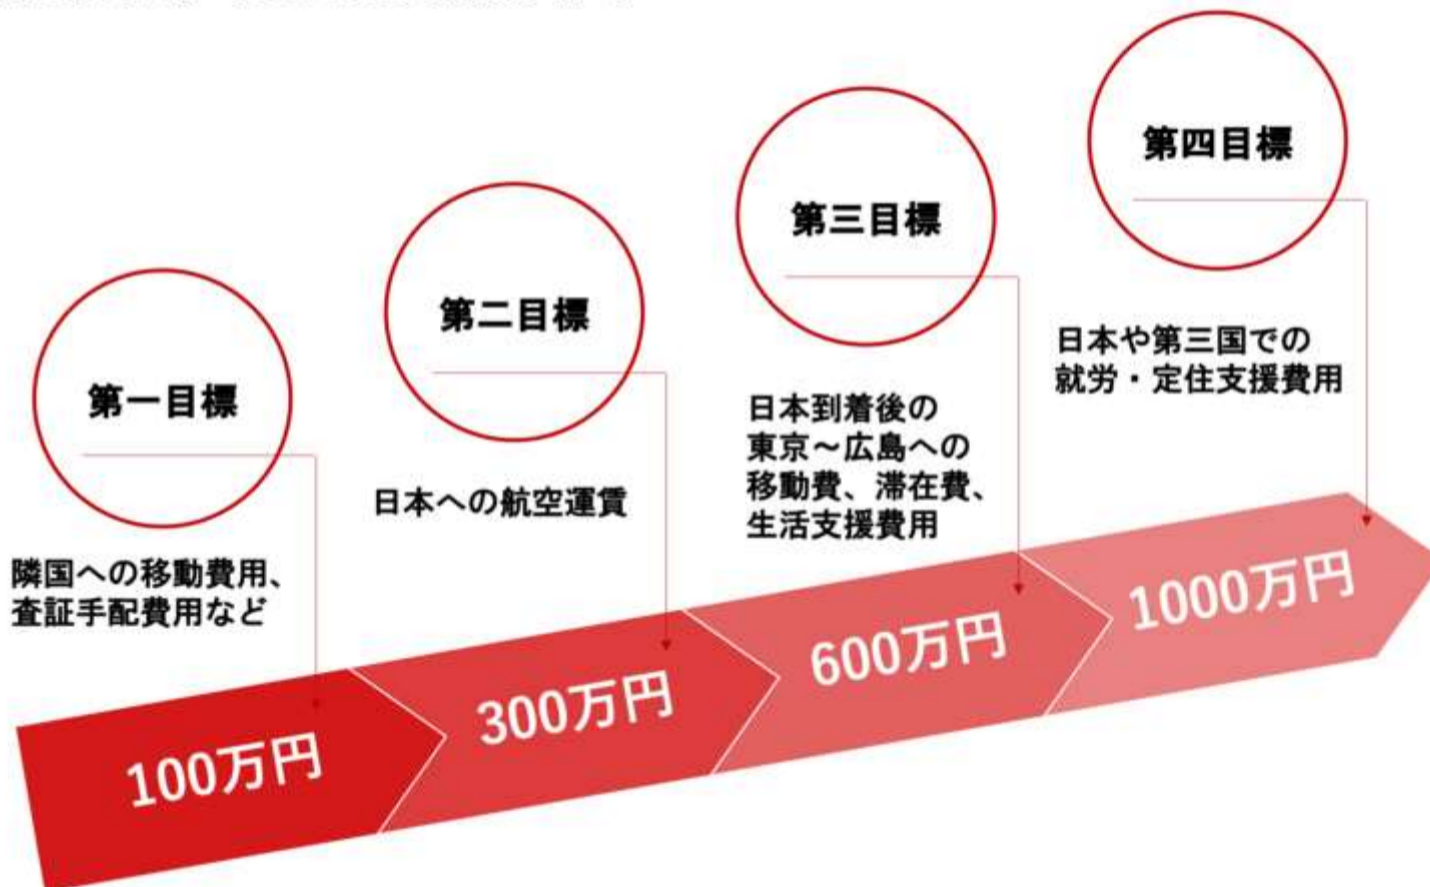 第一目標
隣国への移動費用、
査証手配費用など
100万円
第二目標
日本への航空運賃
300万円
第三目標
日本到着後の
東京～広島への
移動費、滞在費、
生活支援費用
600万円
第四目標
日本や第三国での
就労・定住支援費用
1000万円